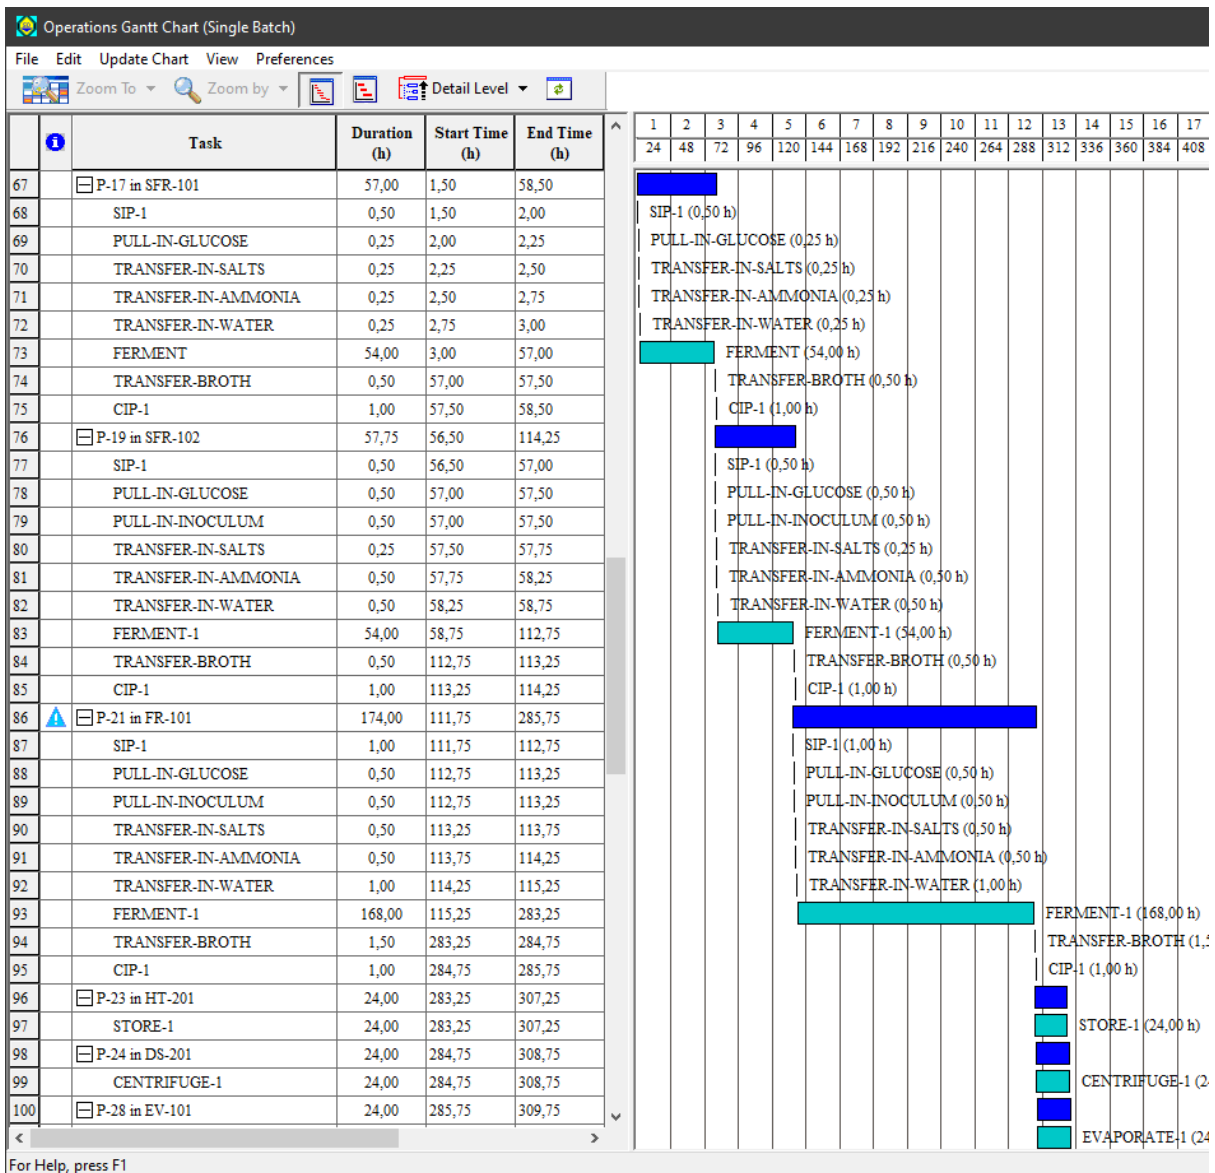 Operations Gantt Chart (Single Batch)
File Edit Update Chart View Preferences
Zoom To Zoom by Detail Level
Task Duration (h) Start Time (h) End Time (h)
1 2 3 4 5 6 7 8 9 10 11 12 13 14 15 16 17
24 48 72 96 120 144 168 192 216 240 264 288 312 336 360 384 408
67 P-17 in SFR-101 57,00 1,50 58,50
68 SIP-1 0,50 1,50 2,00 SIP-1 (0,50 h)
69 PULL-IN-GLUCOSE 0,25 2,00 2,25 PULL-IN-GLUCOSE (0,25 h)
70 TRANSFER-IN-SALTS 0,25 2,25 2,50 TRANSFER-IN-SALTS (0,25 h)
71 TRANSFER-IN-AMMONIA 0,25 2,50 2,75 TRANSFER-IN-AMMONIA (0,25 h)
72 TRANSFER-IN-WATER 0,25 2,75 3,00 TRANSFER-IN-WATER (0,25 h)
73 FERMENT 54,00 3,00 57,00 FERMENT (54,00 h)
74 TRANSFER-BROTH 0,50 57,00 57,50 TRANSFER-BROTH (0,50 h)
75 CIP-1 1,00 57,50 58,50 CIP-1 (1,00 h)
76 P-19 in SFR-102 57,75 56,50 114,25
77 SIP-1 0,50 56,50 57,00 SIP-1 (0,50 h)
78 PULL-IN-GLUCOSE 0,50 57,00 57,50 PULL-IN-GLUCOSE (0,50 h)
79 PULL-IN-INOCULUM 0,50 57,00 57,50 PULL-IN-INOCULUM (0,50 h)
80 TRANSFER-IN-SALTS 0,25 57,50 57,75 TRANSFER-IN-SALTS (0,25 h)
81 TRANSFER-IN-AMMONIA 0,50 57,75 58,25 TRANSFER-IN-AMMONIA (0,50 h)
82 TRANSFER-IN-WATER 0,50 58,25 58,75 TRANSFER-IN-WATER (0,50 h)
83 FERMENT-1 54,00 58,75 112,75 FERMENT-1 (54,00 h)
84 TRANSFER-BROTH 0,50 112,75 113,25 TRANSFER-BROTH (0,50 h)
85 CIP-1 1,00 113,25 114,25 CIP-1 (1,00 h)
86 P-21 in FR-101 174,00 111,75 285,75
87 SIP-1 1,00 111,75 112,75 SIP-1 (1,00 h)
88 PULL-IN-GLUCOSE 0,50 112,75 113,25 PULL-IN-GLUCOSE (0,50 h)
89 PULL-IN-INOCULUM 0,50 112,75 113,25 PULL-IN-INOCULUM (0,50 h)
90 TRANSFER-IN-SALTS 0,50 113,25 113,75 TRANSFER-IN-SALTS (0,50 h)
91 TRANSFER-IN-AMMONIA 0,50 113,75 114,25 TRANSFER-IN-AMMONIA (0,50 h)
92 TRANSFER-IN-WATER 1,00 114,25 115,25 TRANSFER-IN-WATER (1,00 h)
93 FERMENT-1 168,00 115,25 283,25 FERMENT-1 (168,00 h)
94 TRANSFER-BROTH 1,50 283,25 284,75 TRANSFER-BROTH (1,5
95 CIP-1 1,00 284,75 285,75 CIP-1 (1,00 h)
96 P-23 in HT-201 24,00 283,25 307,25
97 STORE-1 24,00 283,25 307,25 STORE-1 (24,00 h)
98 P-24 in DS-201 24,00 284,75 308,75
99 CENTRIFUGE-1 24,00 284,75 308,75 CENTRIFUGE-1 (24
100 P-28 in EV-101 24,00 285,75 309,75
EVAPORATE-1 (24
For Help, press F1